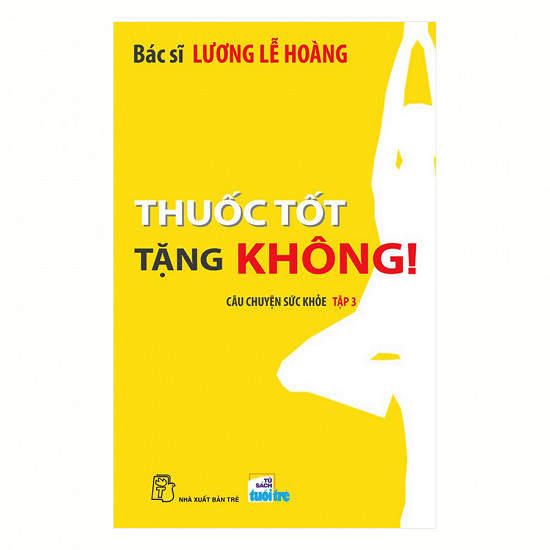 Bác sĩ LƯƠNG LỄ HOÀNG
THUỐC TỐT
TẶNG KHÔNG!
CÂU CHUYỆN SỨC KHỎE TẬP 3
T
NHÀ XUẤT BẢN TRẺ
TỦ
SÁCH
tuổi trẻ